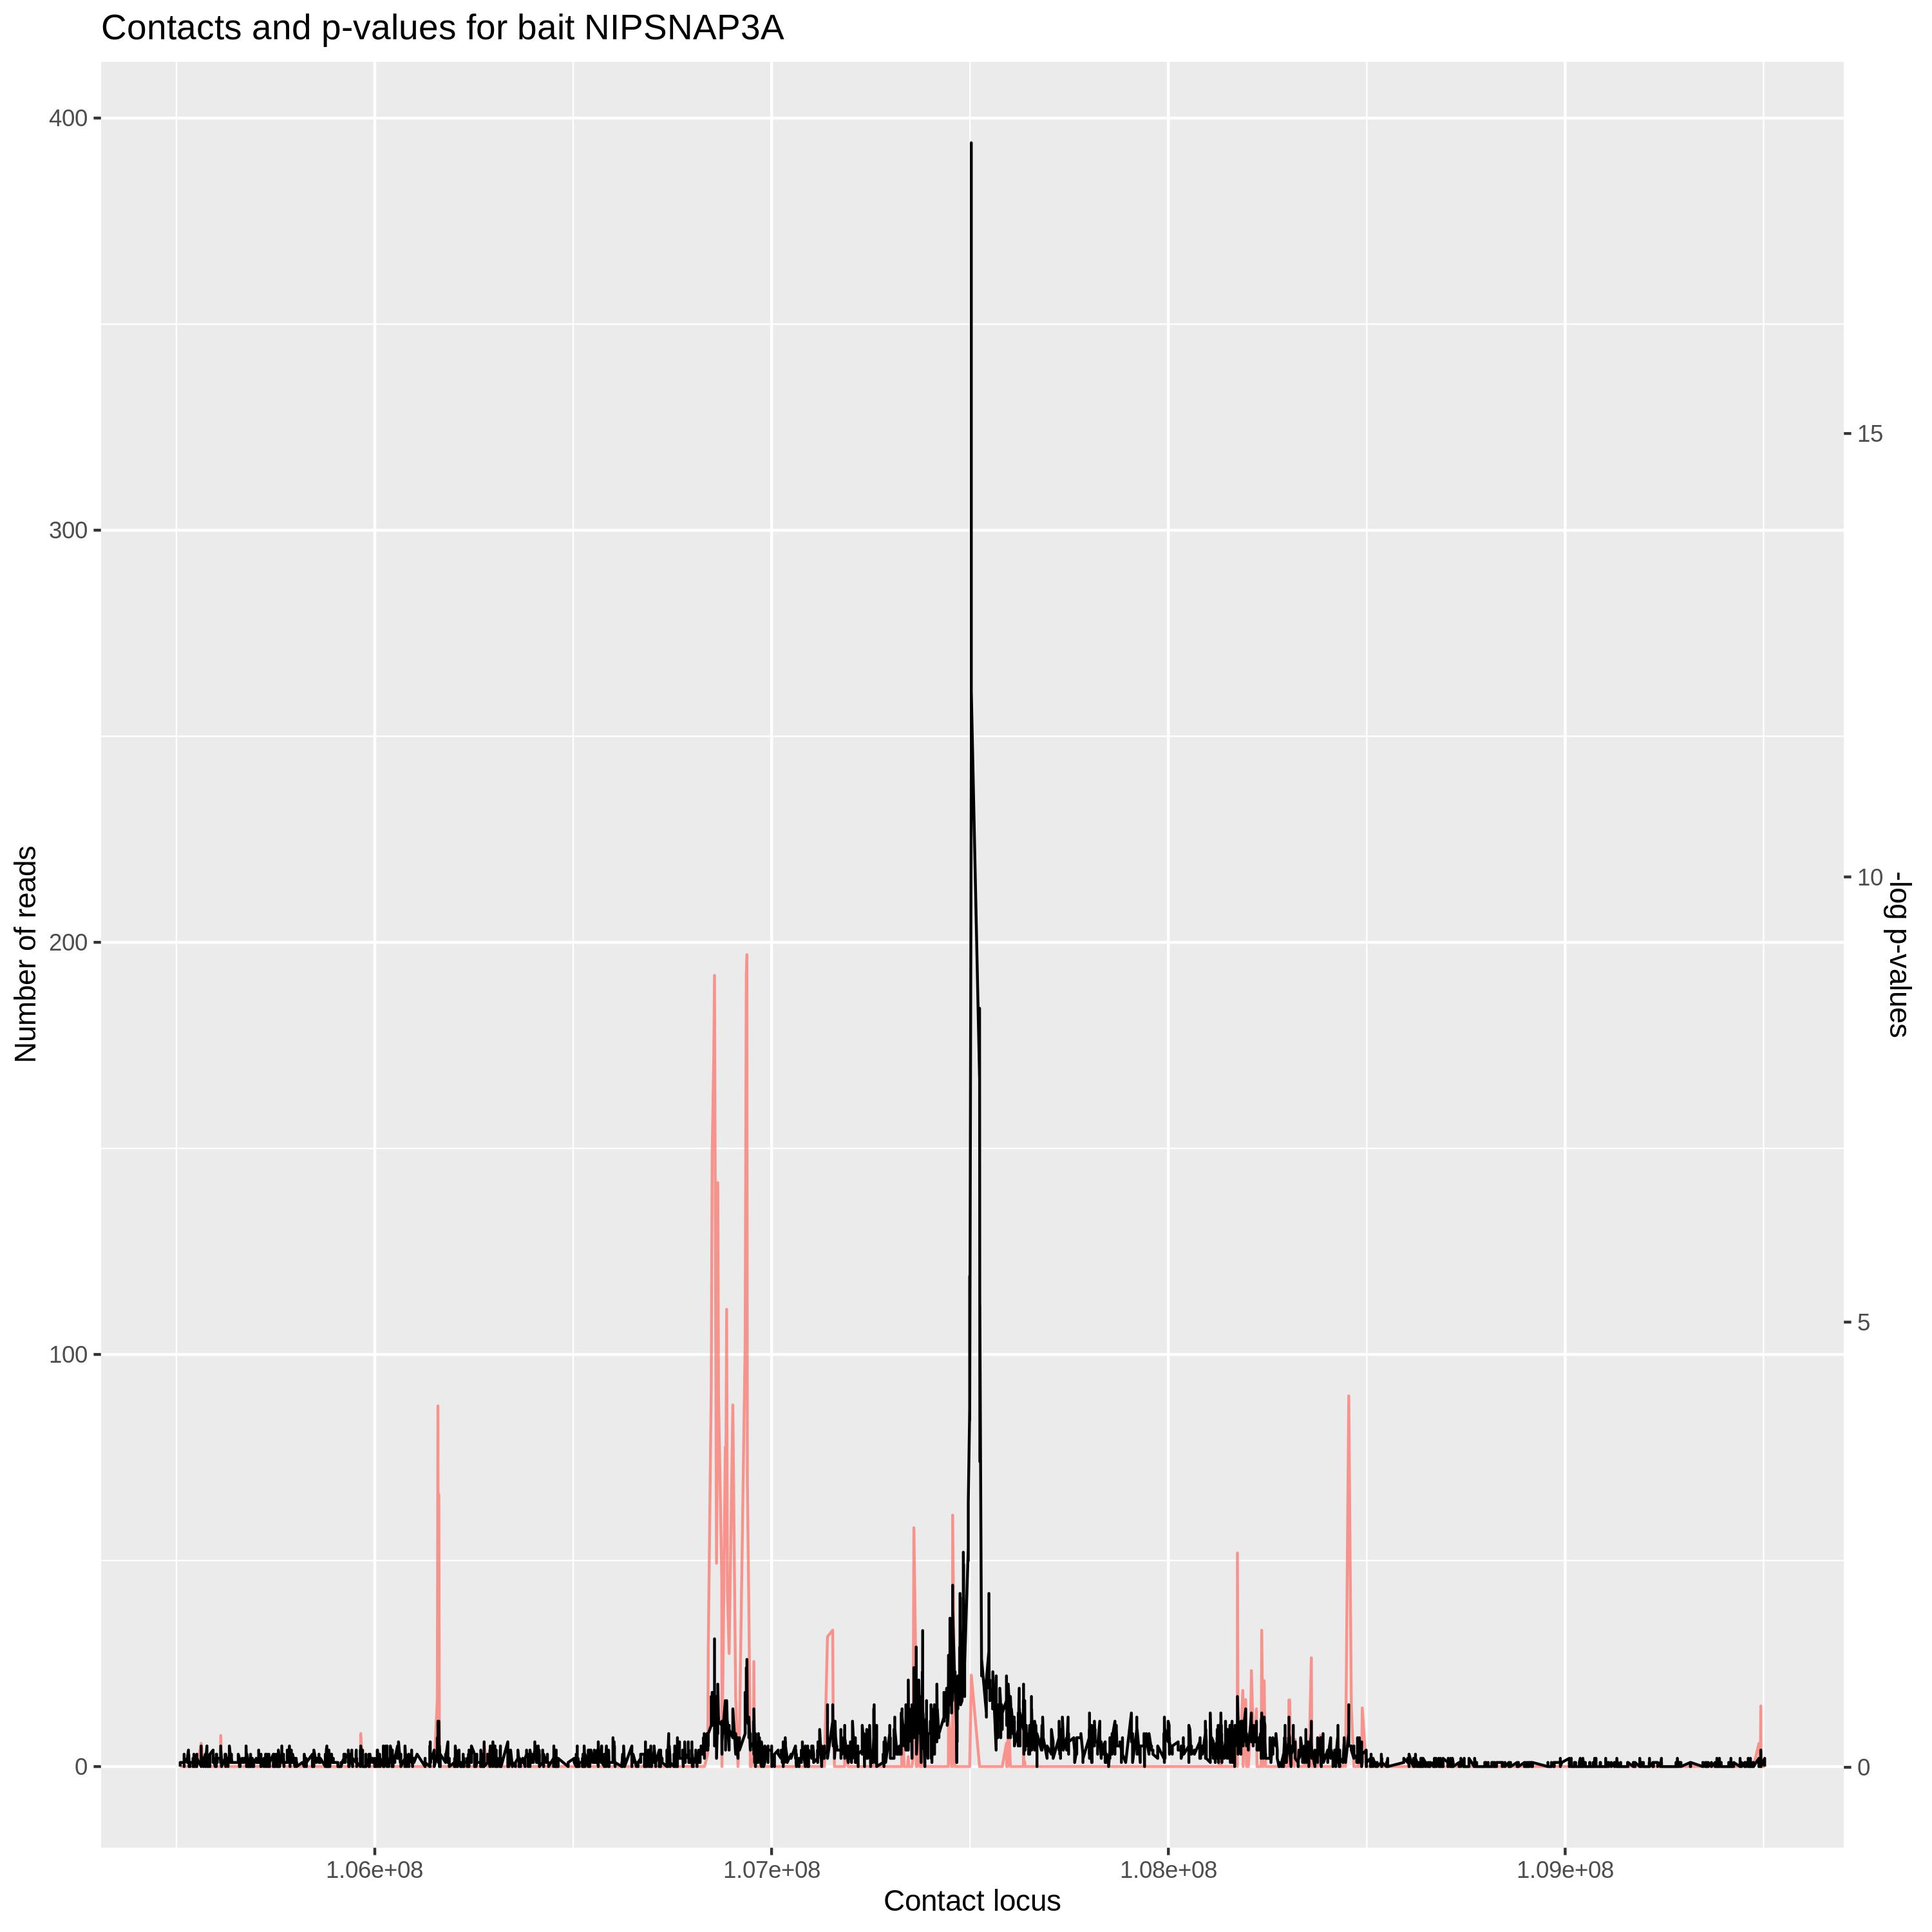 Contacts and p-values for bait NIPSNAP3A
400
300
200
100
0
Number of reads
15
10
5
0
-log p-values
1.06e+08
1.07e+08
1.08e+08
1.09e+08
Contact locus